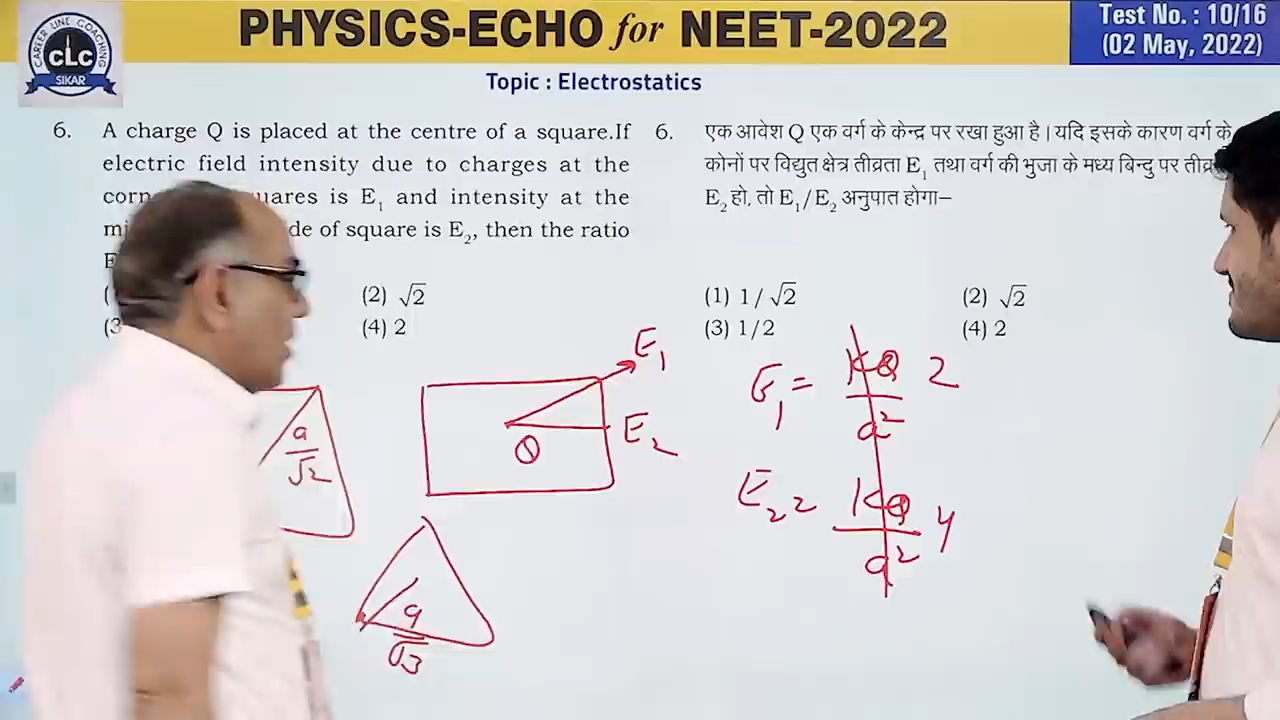 PHYSICS-ECHO for NEET-2022
Test No. : 10/16
(02 May, 2022)
CAREER LINE COACHING
CLC
SIKAR
Topic : Electrostatics
6. A charge Q is placed at the centre of a square.If
electric field intensity due to charges at the
is E₁ and intensity at the
of square is E₂, then the ratio
(2) √2
(4) 2
6. एक आवेश Q एक वर्ग के केन्द्र पर रखा हुआ है। यदि इसके कारण वर्ग के
कोनों पर विद्युत क्षेत्र तीव्रता E₁ तथा वर्ग की भुजा के मध्य बिन्दु पर
E₂ हो, तो E₁/E₂ अनुपात होगा–
(1) 1/√2 (2) √2
(3) 1/2 (4) 2
a/√2
E₁
E₂
Q
a/√3
E₁ = KQ/a² 2
E₂ = KQ/a² 4